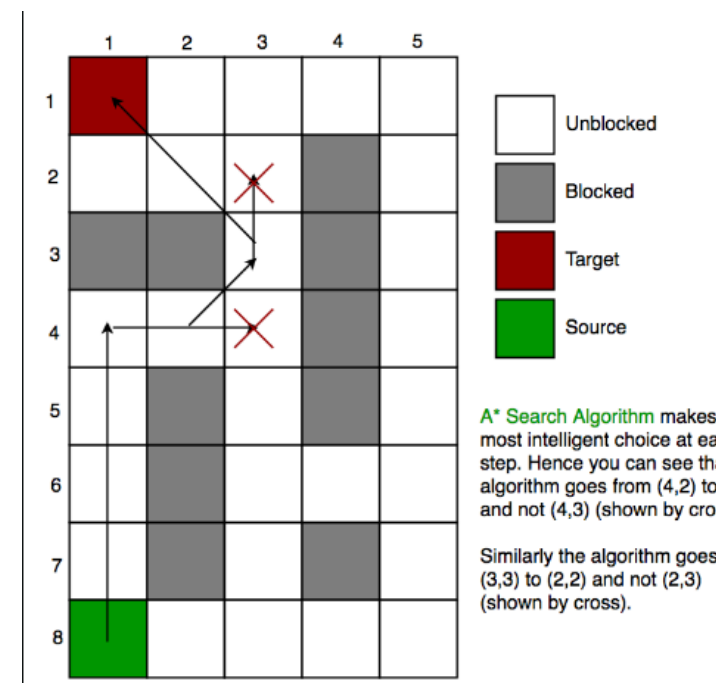 1 2 3 4 5
1
Unblocked
2
Blocked
3
Target
4
Source
5
A* Search Algorithm makes
most intelligent choice at ea
step. Hence you can see tha
6
algorithm goes from (4,2) to
and not (4,3) (shown by cro
7
Similarly the algorithm goes
(3,3) to (2,2) and not (2,3)
(shown by cross).
8